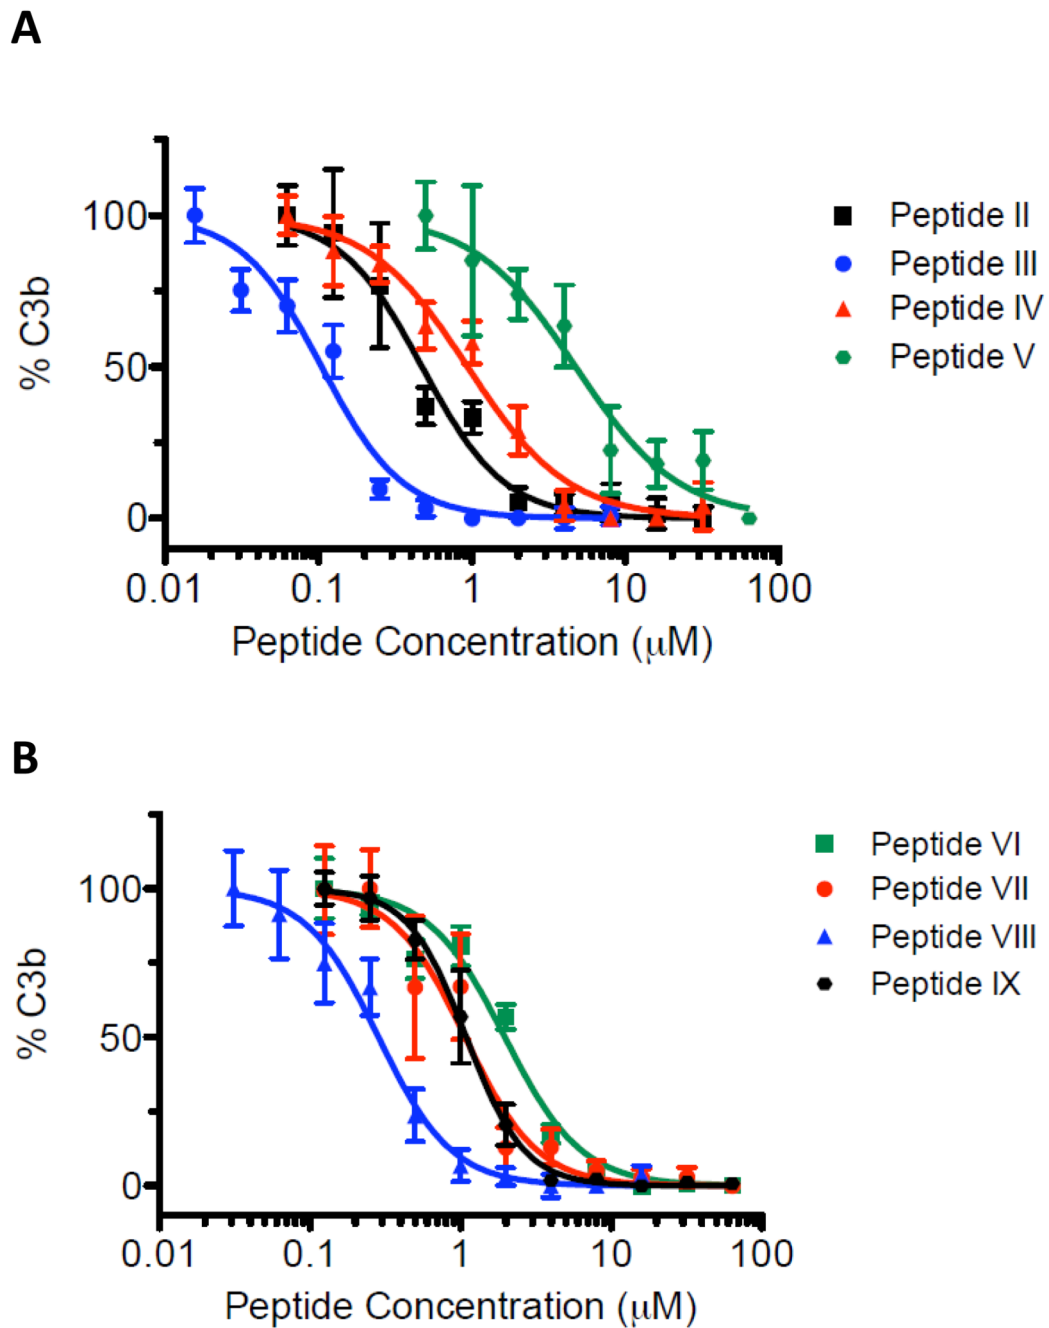 A
100
50
0
% C3b
0.01 0.1 1 10 100
Peptide Concentration (μM)
Peptide II
Peptide III
Peptide IV
Peptide V
B
100
50
0
% C3b
0.01 0.1 1 10 100
Peptide Concentration (μM)
Peptide VI
Peptide VII
Peptide VIII
Peptide IX